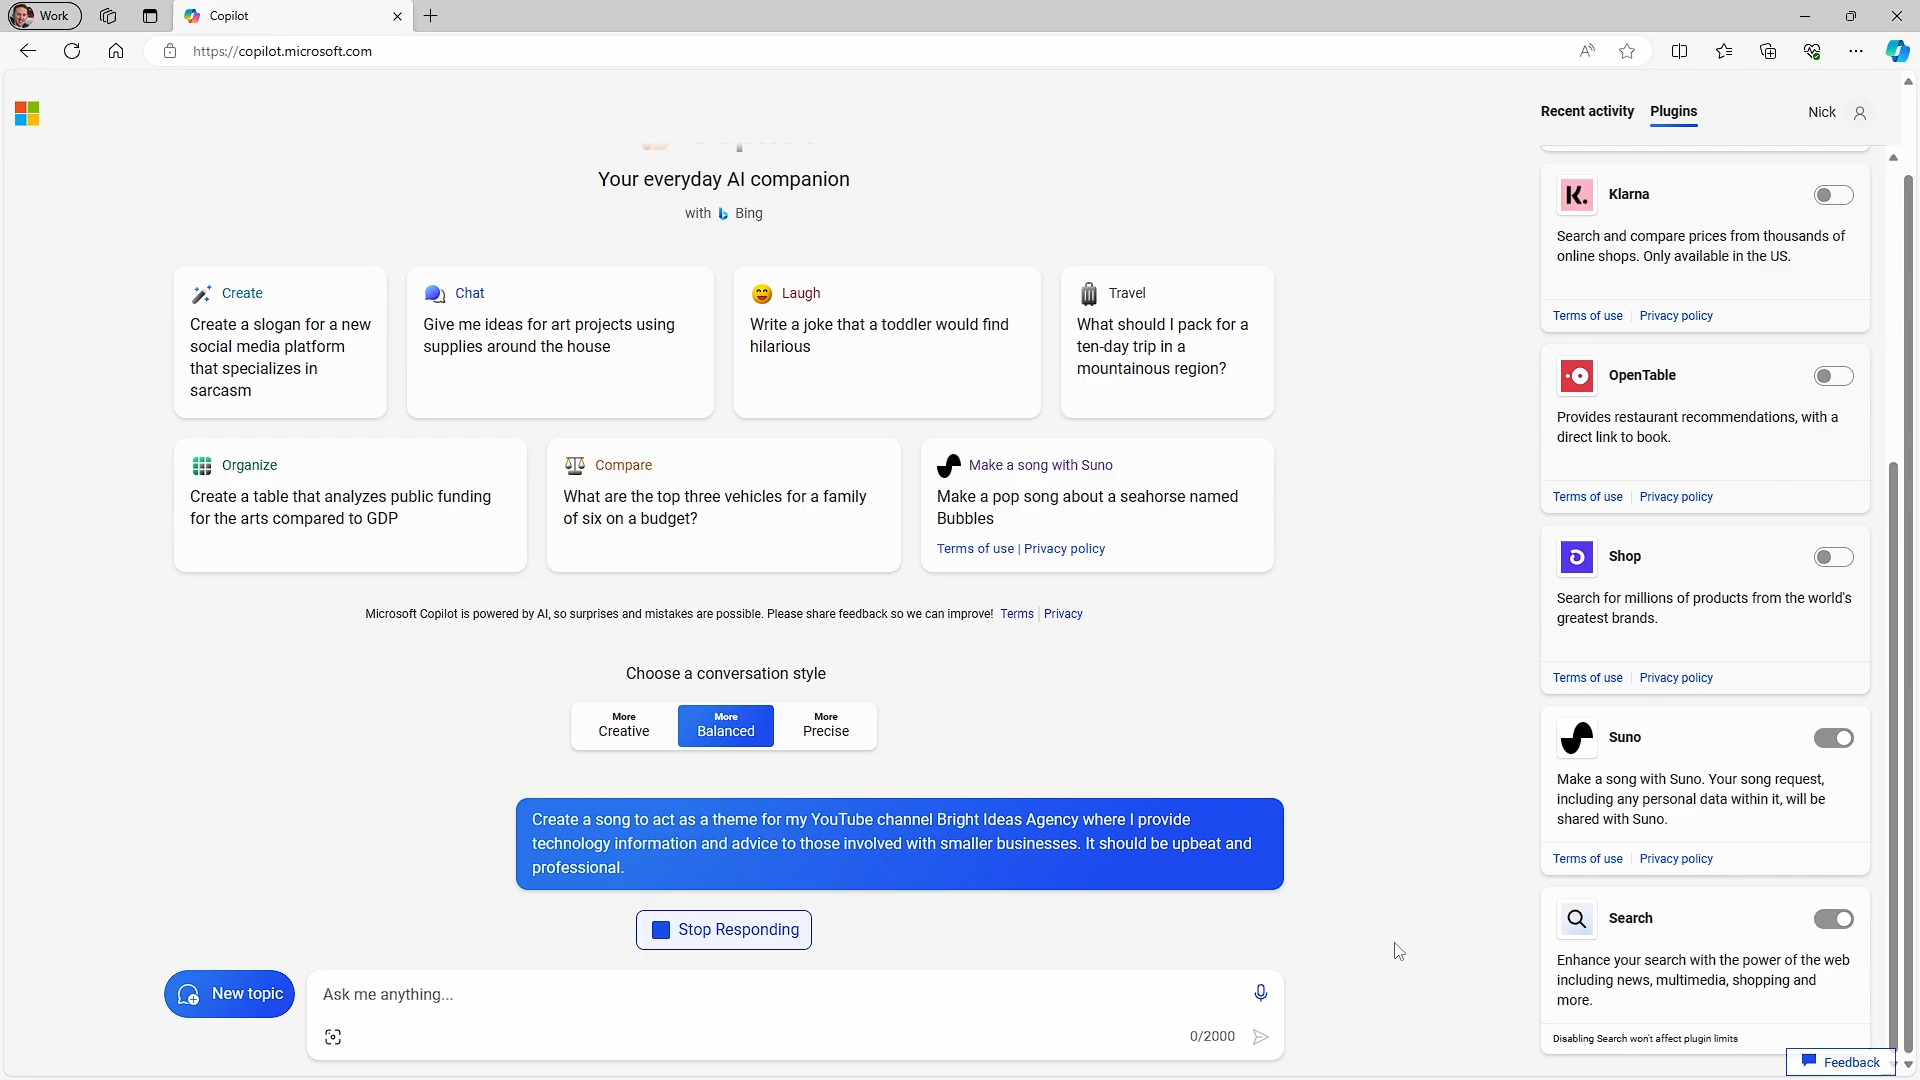 Work
Copilot
https://copilot.microsoft.com
Recent activity
Plugins
Nick
Your everyday AI companion
with Bing
Create
Create a slogan for a new
social media platform
that specializes in
sarcasm
Chat
Give me ideas for art projects using
supplies around the house
Laugh
Write a joke that a toddler would find
hilarious
Travel
What should I pack for a
ten-day trip in a
mountainous region?
Organize
Create a table that analyzes public funding
for the arts compared to GDP
Compare
What are the top three vehicles for a family
of six on a budget?
Make a song with Suno
Make a pop song about a seahorse named
Bubbles
Terms of use | Privacy policy
Microsoft Copilot is powered by AI, so surprises and mistakes are possible. Please share feedback so we can improve! Terms | Privacy
Choose a conversation style
More
Creative
More
Balanced
More
Precise
Create a song to act as a theme for my YouTube channel Bright Ideas Agency where I provide
technology information and advice to those involved with smaller businesses. It should be upbeat and
professional.
Stop Responding
New topic
Ask me anything...
0/2000
K.
Klarna
Search and compare prices from thousands of
online shops. Only available in the US.
Terms of use | Privacy policy
OpenTable
Provides restaurant recommendations, with a
direct link to book.
Terms of use | Privacy policy
Shop
Search for millions of products from the world's
greatest brands.
Terms of use | Privacy policy
Suno
Make a song with Suno. Your song request,
including any personal data within it, will be
shared with Suno.
Terms of use | Privacy policy
Search
Enhance your search with the power of the web
including news, multimedia, shopping and
more.
Disabling Search won't affect plugin limits
Feedback